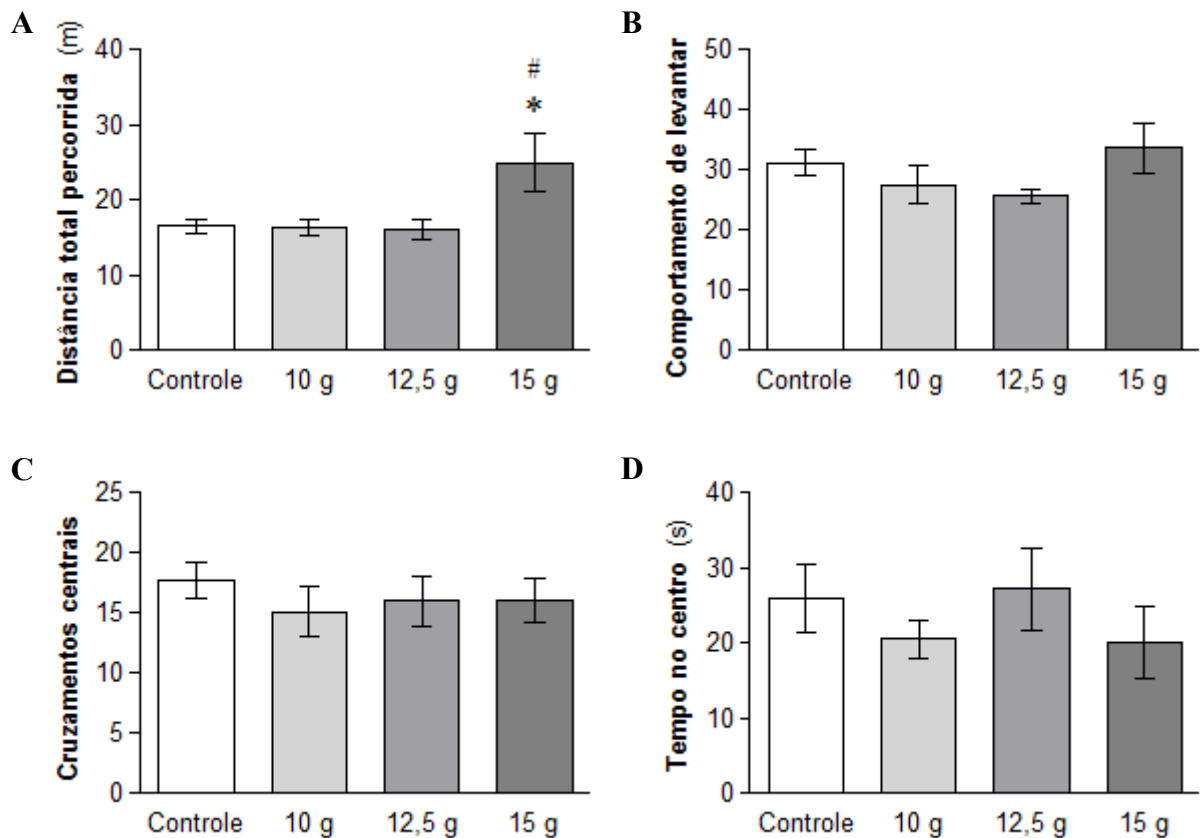 A
Distância total percorrida (m)
40
30
20
10
0
#
*
Controle 10 g 12,5 g 15 g
B
Comportamento de levantar
50
40
30
20
10
0
Controle 10 g 12,5 g 15 g
C
Cruzamentos centrais
25
20
15
10
5
0
Controle 10 g 12,5 g 15 g
D
Tempo no centro (s)
40
30
20
10
0
Controle 10 g 12,5 g 15 g